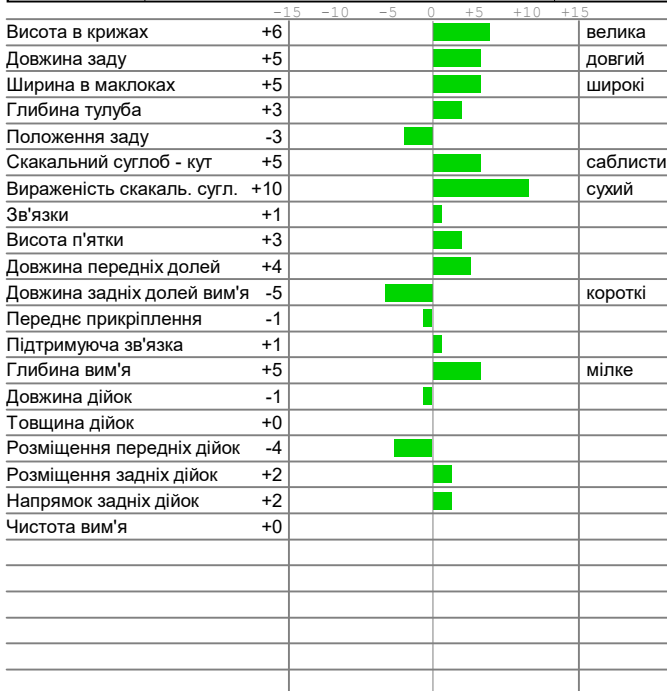 -15 -10 -5 0 +5 +10 +15
Висота в крижах +6 велика
Довжина заду +5 довгий
Ширина в маклоках +5 широкі
Глибина тулуба +3
Положення заду -3
Скакальний суглоб - кут +5 саблисти
Вираженість скакаль. сугл. +10 сухий
Зв'язки +1
Висота п'ятки +3
Довжина передніх долей +4
Довжина задніх долей вим'я -5 короткі
Переднє прикріплення -1
Підтримуюча зв'язка +1
Глибина вим'я +5 мілке
Довжина дійок -1
Товщина дійок +0
Розміщення передніх дійок -4
Розміщення задніх дійок +2
Напрямок задніх дійок +2
Чистота вим'я +0